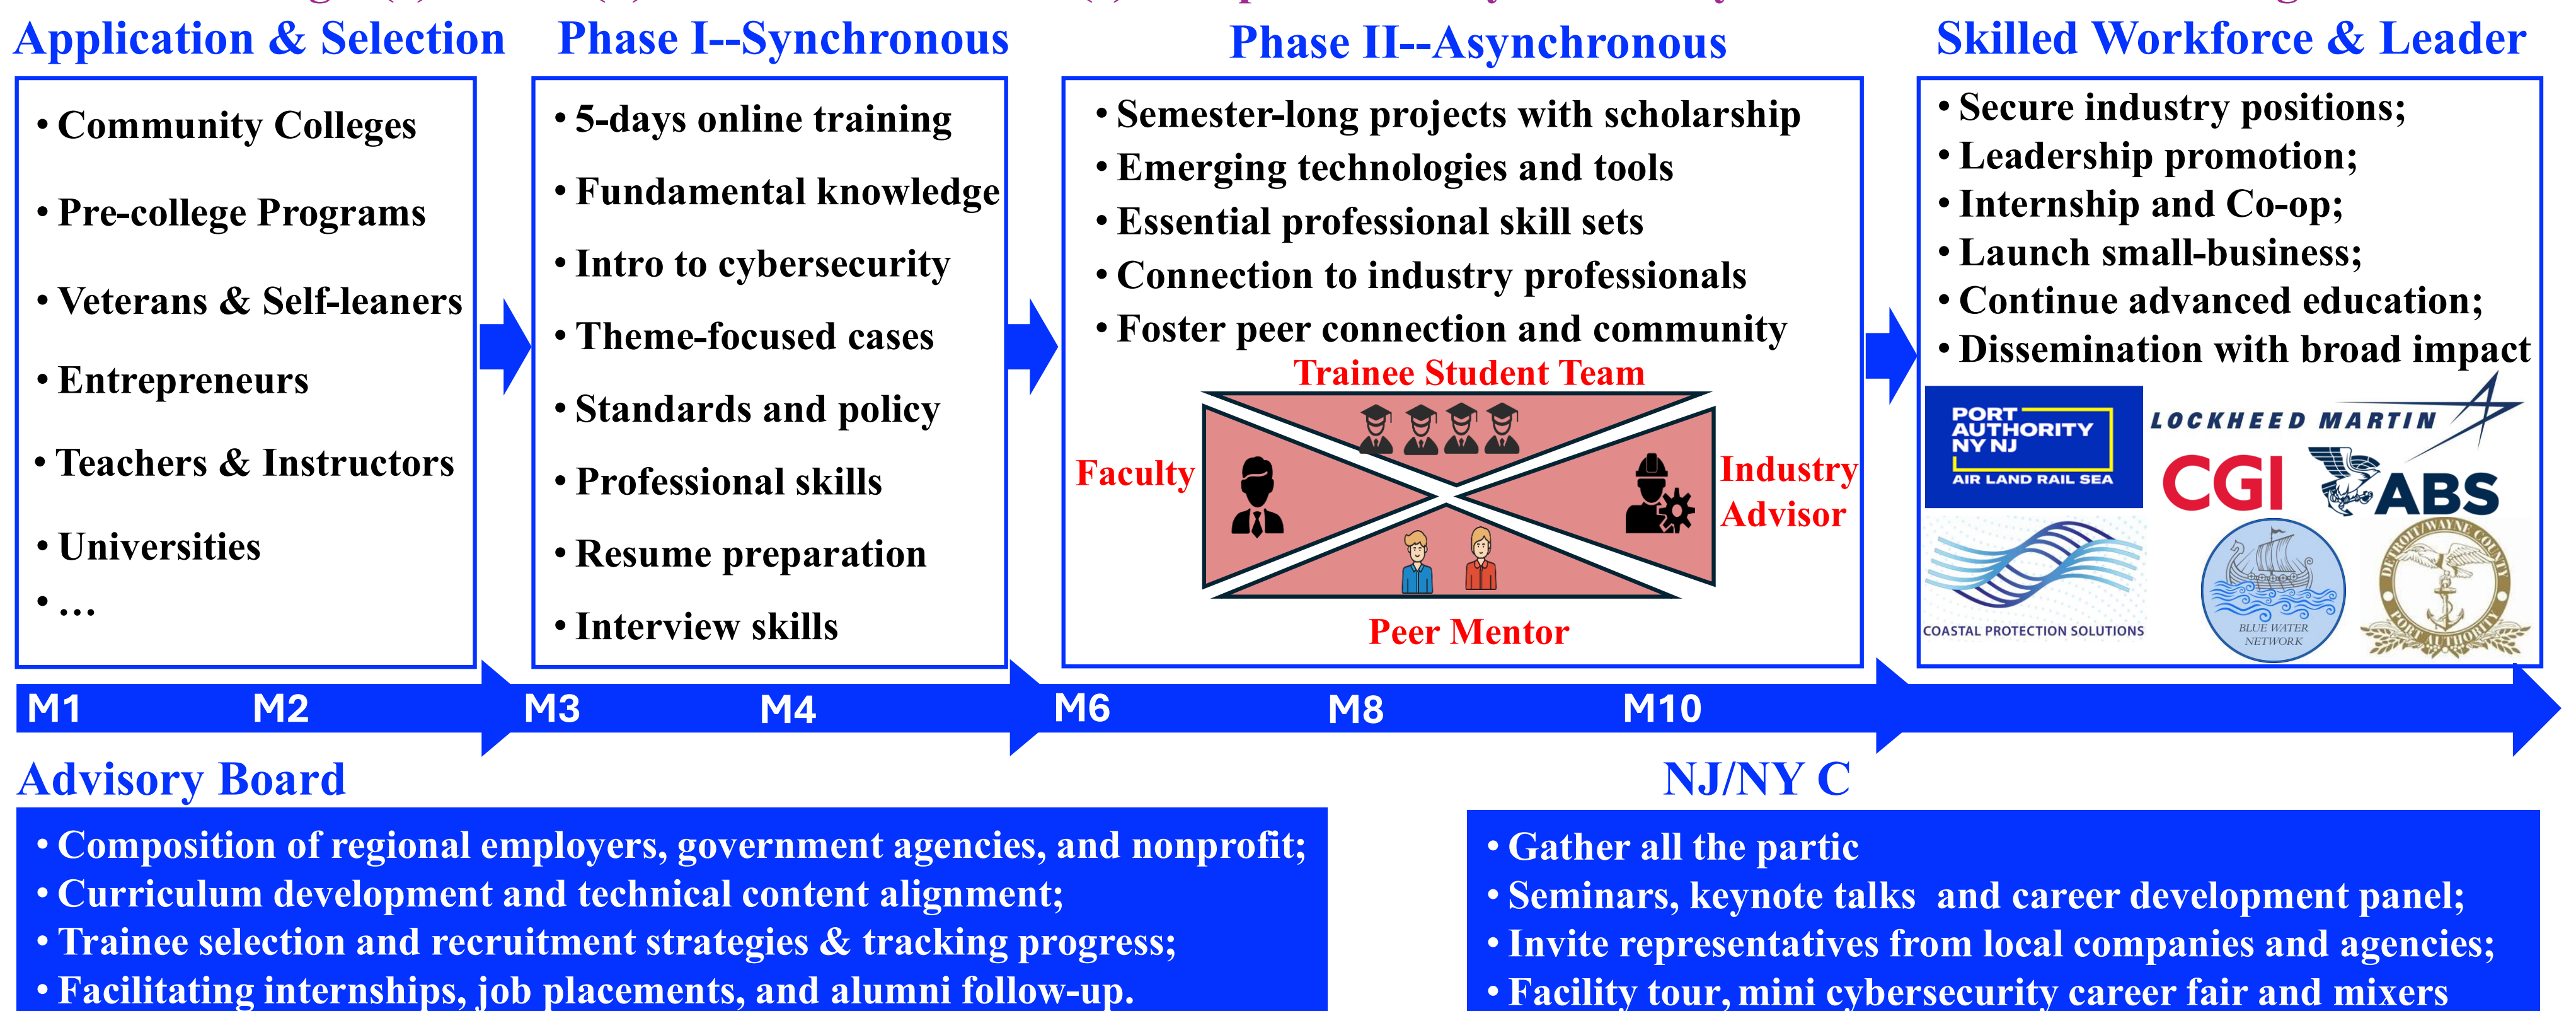 Application & Selection
• Community Colleges
• Pre-college Programs
• Veterans & Self-leaners
• Entrepreneurs
• Teachers & Instructors
• Universities
• …
Phase I--Synchronous
• 5-days online training
• Fundamental knowledge
• Intro to cybersecurity
• Theme-focused cases
• Standards and policy
• Professional skills
• Resume preparation
• Interview skills
Phase II--Asynchronous
• Semester-long projects with scholarship
• Emerging technologies and tools
• Essential professional skill sets
• Connection to industry professionals
• Foster peer connection and community
Trainee Student Team
Faculty
Industry
Advisor
Peer Mentor
Skilled Workforce & Leader
• Secure industry positions;
• Leadership promotion;
• Internship and Co-op;
• Launch small-business;
• Continue advanced education;
• Dissemination with broad impact
PORT
AUTHORITY
NY NJ
AIR LAND RAIL SEA
LOCKHEED MARTIN
CGI
ABS
COASTAL PROTECTION SOLUTIONS
BLUE WATER
NETWORK
DETROIT/WAYNE COUNTY
PORT AUTHORITY
M1 M2 M3 M4 M6 M8 M10
Advisory Board
• Composition of regional employers, government agencies, and nonprofit;
• Curriculum development and technical content alignment;
• Trainee selection and recruitment strategies & tracking progress;
• Facilitating internships, job placements, and alumni follow-up.
NJ/NY C
• Gather all the partic
• Seminars, keynote talks and career development panel;
• Invite representatives from local companies and agencies;
• Facility tour, mini cybersecurity career fair and mixers